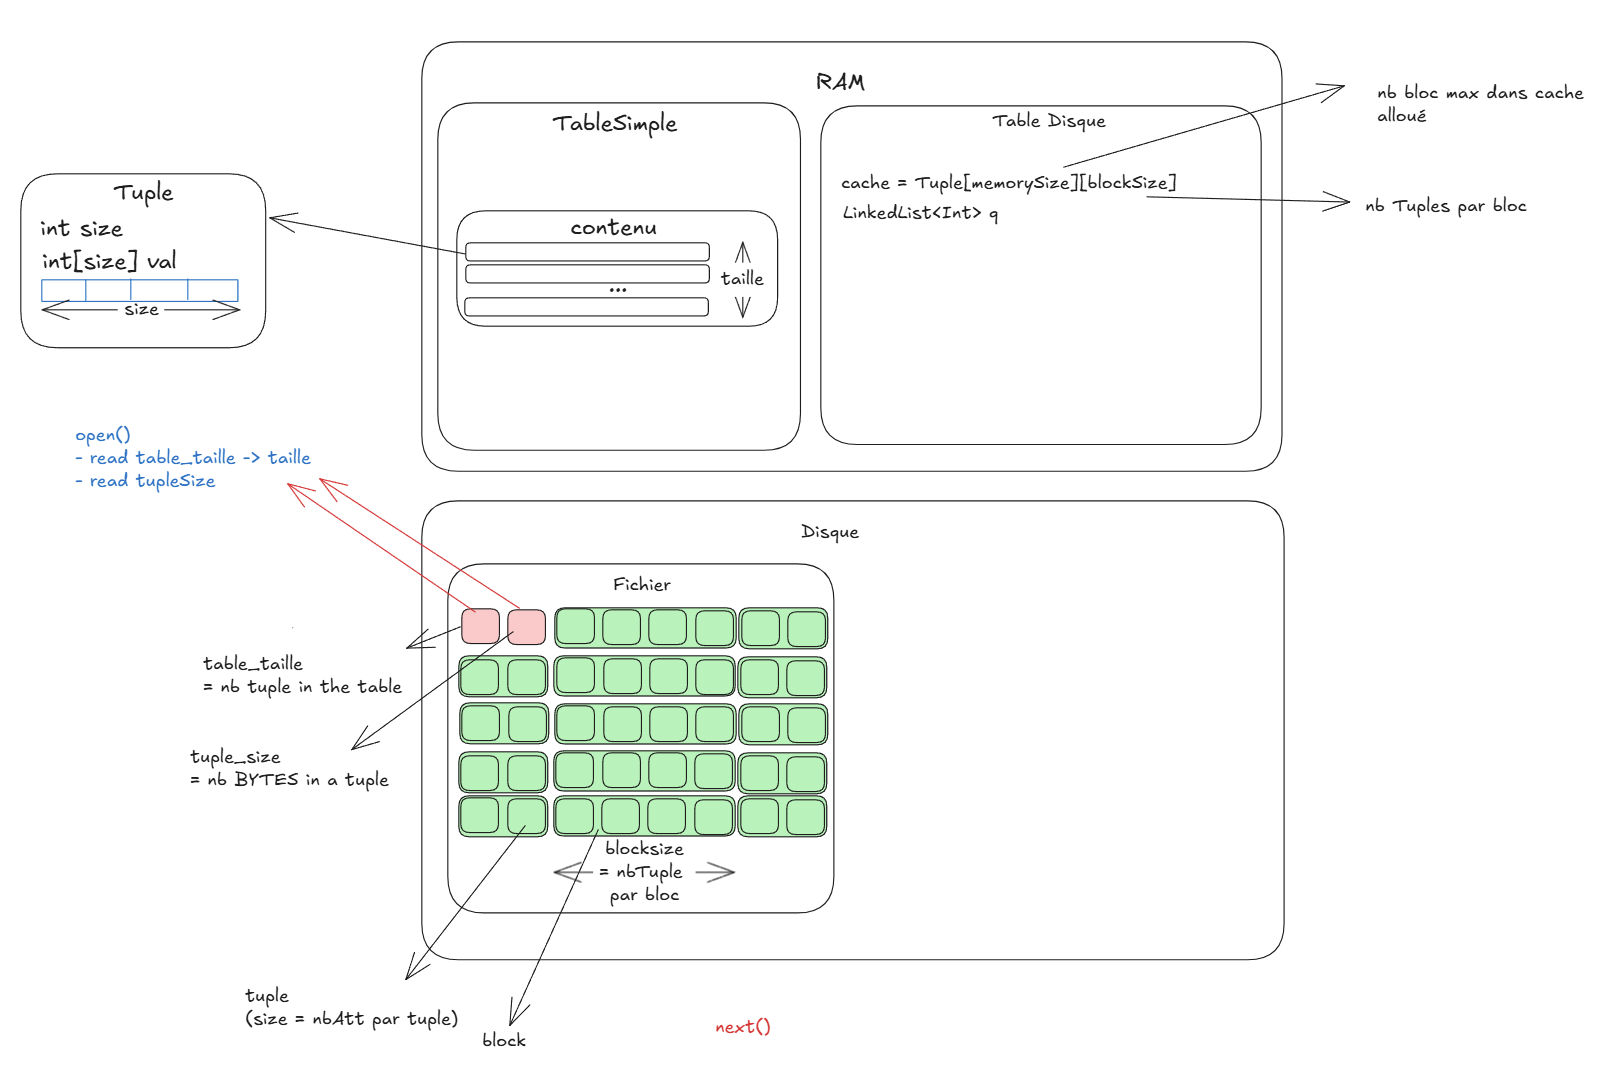 RAM
nb bloc max dans cache
alloué
TableSimple
Table Disque
Tuple
cache = Tuple[memorySize][blockSize]
nb Tuples par bloc
LinkedList<Int> q
int size
contenu
int[size] val
taille
...
size
open()
- read table_taille -> taille
- read tupleSize
Disque
Fichier
table_taille
= nb tuple in the table
tuple_size
= nb BYTES in a tuple
blocksize
= nbTuple
par bloc
tuple
(size = nbAtt par tuple)
next()
block